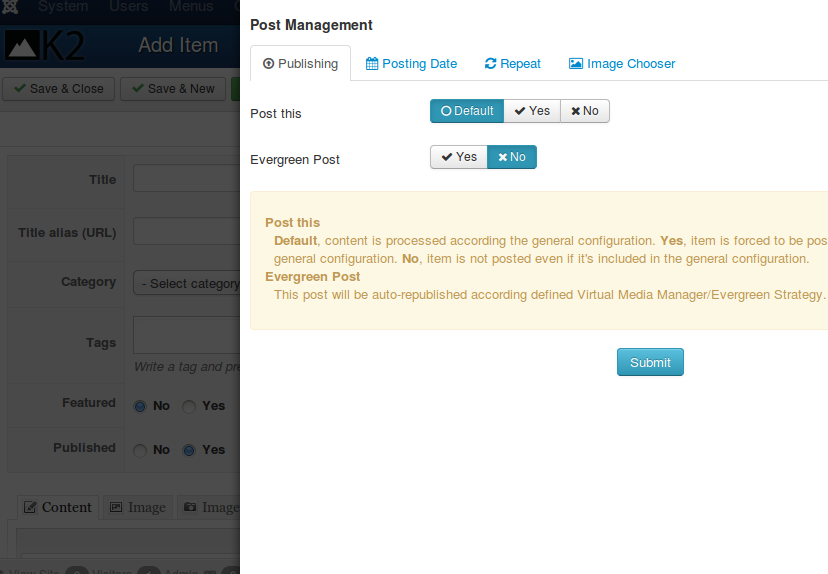 System Users Menus
K2 Add Item
Save & Close Save & New
Title
Title alias (URL)
Category - Select category
Tags
Write a tag and pre
Featured No Yes
Published No Yes
Content Image Image
View Site Visitors Admin
Post Management
Publishing Posting Date Repeat Image Chooser
Post this Default Yes No
Evergreen Post Yes No
Post this
Default, content is processed according the general configuration. Yes, item is forced to be pos
general configuration. No, item is not posted even if it's included in the general configuration.
Evergreen Post
This post will be auto-republished according defined Virtual Media Manager/Evergreen Strategy.
Submit